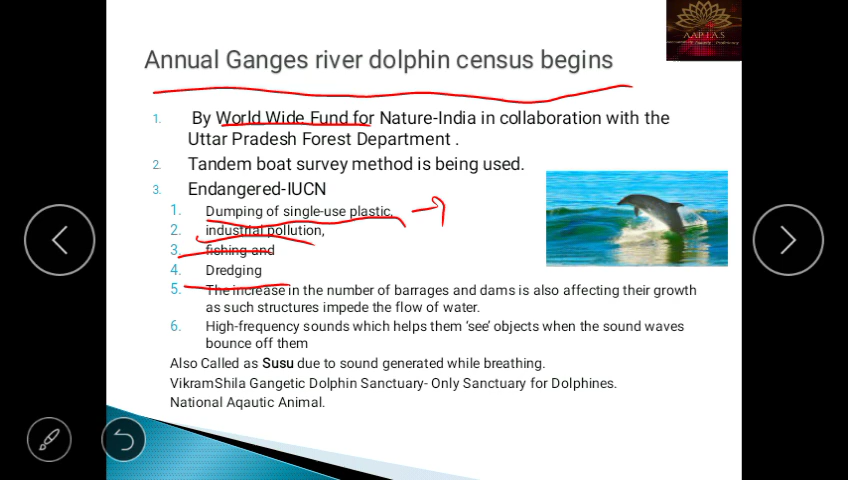 AAP I.A.S
Annual Ganges river dolphin census begins
1. By World Wide Fund for Nature-India in collaboration with the
Uttar Pradesh Forest Department .
2. Tandem boat survey method is being used.
3. Endangered-IUCN
1. Dumping of single-use plastic,
2. industrial pollution,
3. fishing and
4. Dredging
5. The increase in the number of barrages and dams is also affecting their growth
as such structures impede the flow of water.
6. High-frequency sounds which helps them ‘see’ objects when the sound waves
bounce off them
Also Called as Susu due to sound generated while breathing.
VikramShila Gangetic Dolphin Sanctuary- Only Sanctuary for Dolphines.
National Aqautic Animal.